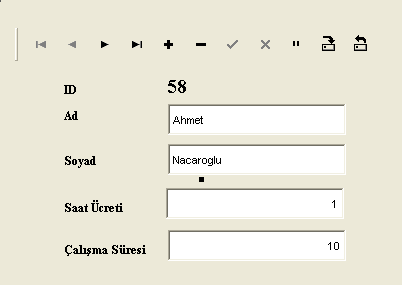 ID 58
Ad Ahmet
Soyad Nacaroglu
Saat Ücreti 1
Çalışma Süresi 10